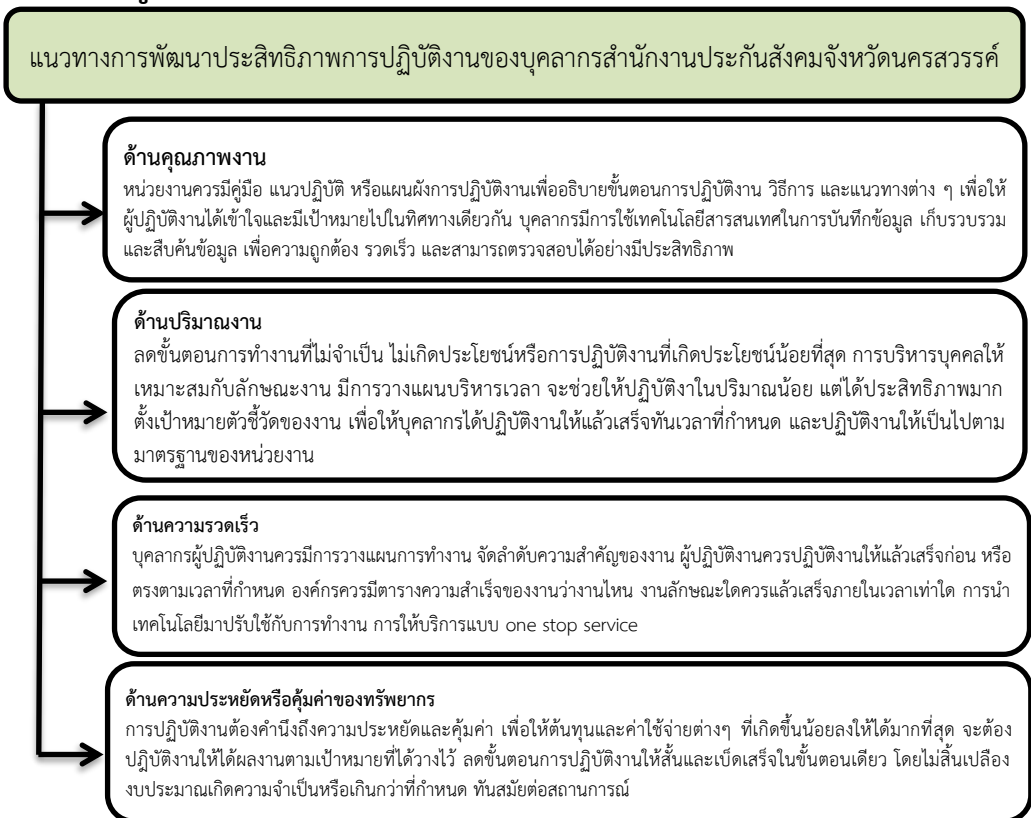 แนวทางการพัฒนาประสิทธิภาพการปฏิบัติงานของบุคลากรสำนักงานประกันสังคมจังหวัดนครสวรรค์
ด้านคุณภาพงาน
หน่วยงานควรมีคู่มือ แนวปฏิบัติ หรือแผนผังการปฏิบัติงานเพื่ออธิบายขั้นตอนการปฏิบัติงาน วิธีการ และแนวทางต่าง ๆ เพื่อให้
ผู้ปฏิบัติงานได้เข้าใจและมีเป้าหมายไปในทิศทางเดียวกัน บุคลากรมีการใช้เทคโนโลยีสารสนเทศในการบันทึกข้อมูล เก็บรวบรวม
และสืบค้นข้อมูล เพื่อความถูกต้อง รวดเร็ว และสามารถตรวจสอบได้อย่างมีประสิทธิภาพ
ด้านปริมาณงาน
ลดขั้นตอนการทำงานที่ไม่จำเป็น ไม่เกิดประโยชน์หรือการปฏิบัติงานที่เกิดประโยชน์น้อยที่สุด การบริหารบุคคลให้
เหมาะสมกับลักษณะงาน มีการวางแผนบริหารเวลา จะช่วยให้ปฏิบัติงาในปริมาณน้อย แต่ได้ประสิทธิภาพมาก
ตั้งเป้าหมายตัวชี้วัดของงาน เพื่อให้บุคลากรได้ปฏิบัติงานให้แล้วเสร็จทันเวลาที่กำหนด และปฏิบัติงานให้เป็นไปตาม
มาตรฐานของหน่วยงาน
ด้านความรวดเร็ว
บุคลากรผู้ปฏิบัติงานควรมีการวางแผนการทำงาน จัดลำดับความสำคัญของงาน ผู้ปฏิบัติงานควรปฏิบัติงานให้แล้วเสร็จก่อน หรือ
ตรงตามเวลาที่กำหนด องค์กรควรมีตารางความสำเร็จของงานว่างานไหน งานลักษณะใดควรแล้วเสร็จภายในเวลาเท่าใด การนำ
เทคโนโลยีมาปรับใช้กับการทำงาน การให้บริการแบบ one stop service
ด้านความประหยัดหรือคุ้มค่าของทรัพยากร
การปฏิบัติงานต้องคำนึงถึงความประหยัดและคุ้มค่า เพื่อให้ต้นทุนและค่าใช้จ่ายต่างๆ ที่เกิดขึ้นน้อยลงให้ได้มากที่สุด จะต้อง
ปฎิบัติงานให้ได้ผลงานตามเป้าหมายที่ได้วางไว้ ลดขั้นตอนการปฏิบัติงานให้สั้นและเบ็ดเสร็จในขั้นตอนเดียว โดยไม่สิ้นเปลือง
งบประมาณเกิดความจำเป็นหรือเกินกว่าที่กำหนด ทันสมัยต่อสถานการณ์